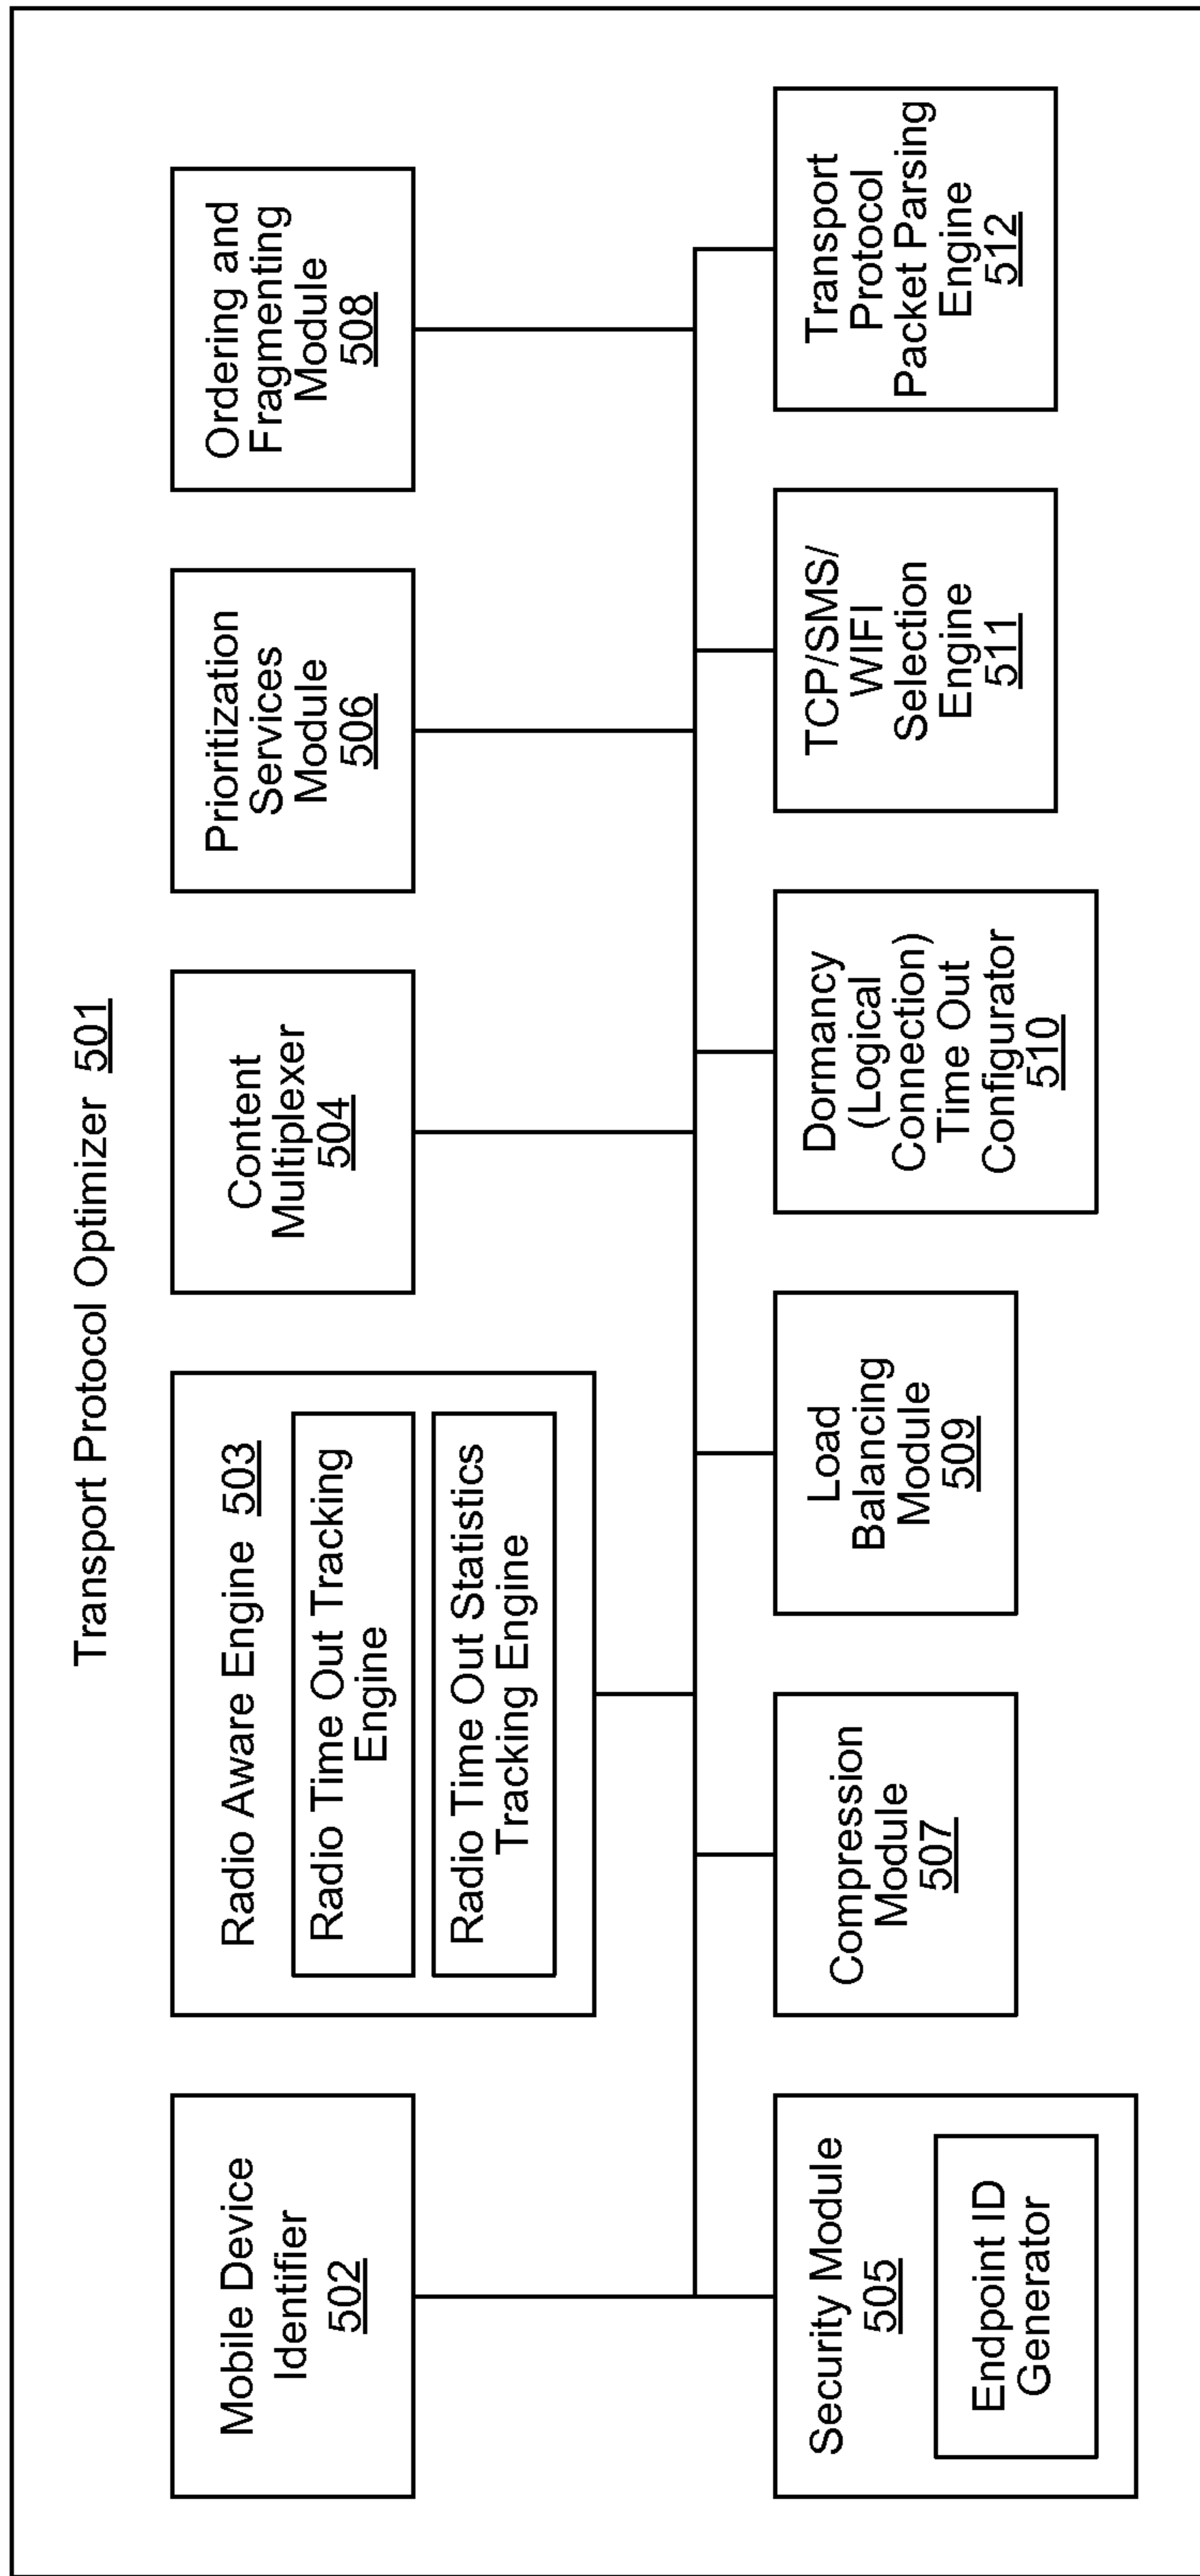 Transport Protocol Optimizer 501
Mobile Device
Identifier
502
Radio Aware Engine 503
Radio Time Out Tracking
Engine
Radio Time Out Statistics
Tracking Engine
Content
Multiplexer
504
Prioritization
Services
Module
506
Ordering and
Fragmenting
Module
508
Security Module
505
Endpoint ID
Generator
Compression
Module
507
Load
Balancing
Module
509
Dormancy
(Logical
Connection)
Time Out
Configurator
510
TCP/SMS/
WIFI
Selection
Engine
511
Transport
Protocol
Packet Parsing
Engine
512